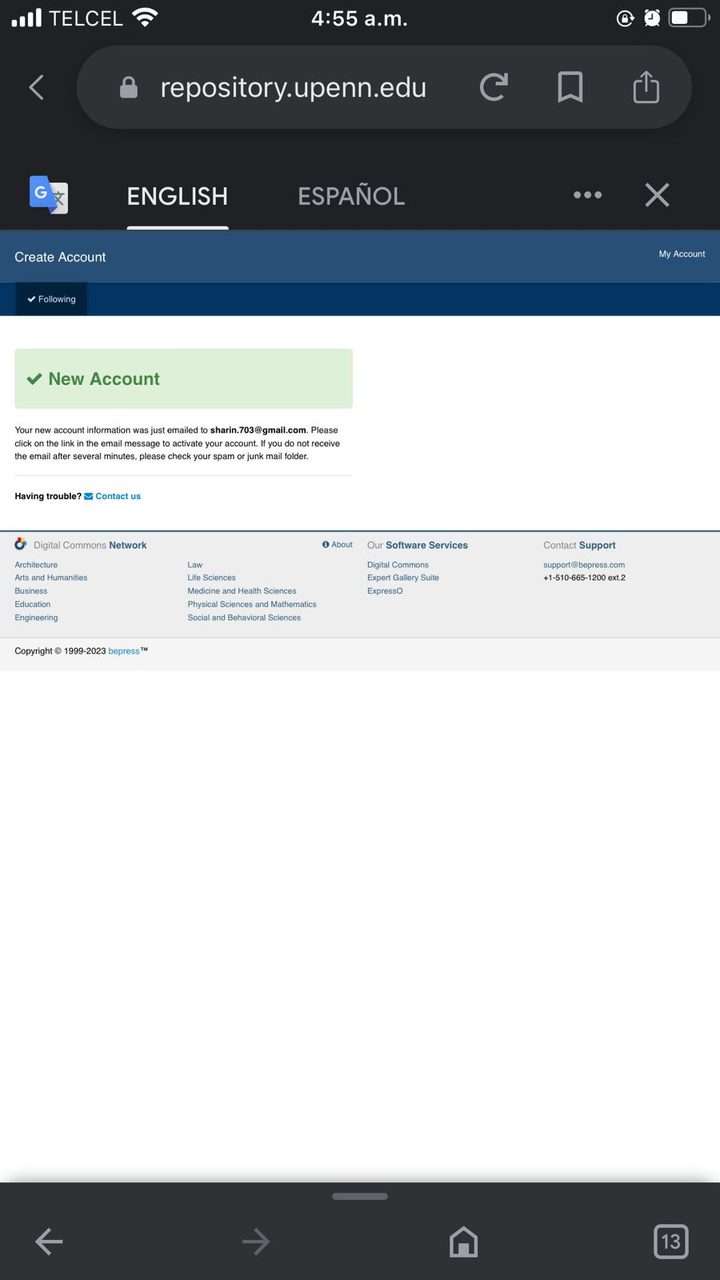 TELCEL 4:55 a.m.
repository.upenn.edu
G 文 ENGLISH ESPAÑOL
Create Account My Account
Following
New Account
Your new account information was just emailed to sharin.703@gmail.com. Please
click on the link in the email message to activate your account. If you do not receive
the email after several minutes, please check your spam or junk mail folder.
Having trouble? Contact us
Digital Commons Network About Our Software Services Contact Support
Architecture Law Digital Commons support@bepress.com
Arts and Humanities Life Sciences Expert Gallery Suite +1-510-665-1200 ext.2
Business Medicine and Health Sciences ExpressO
Education Physical Sciences and Mathematics
Engineering Social and Behavioral Sciences
Copyright © 1999-2023 bepress™
13